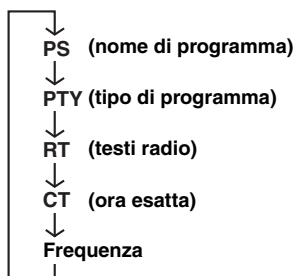 PS (nome di programma)
PTY (tipo di programma)
RT (testi radio)
CT (ora esatta)
Frequenza